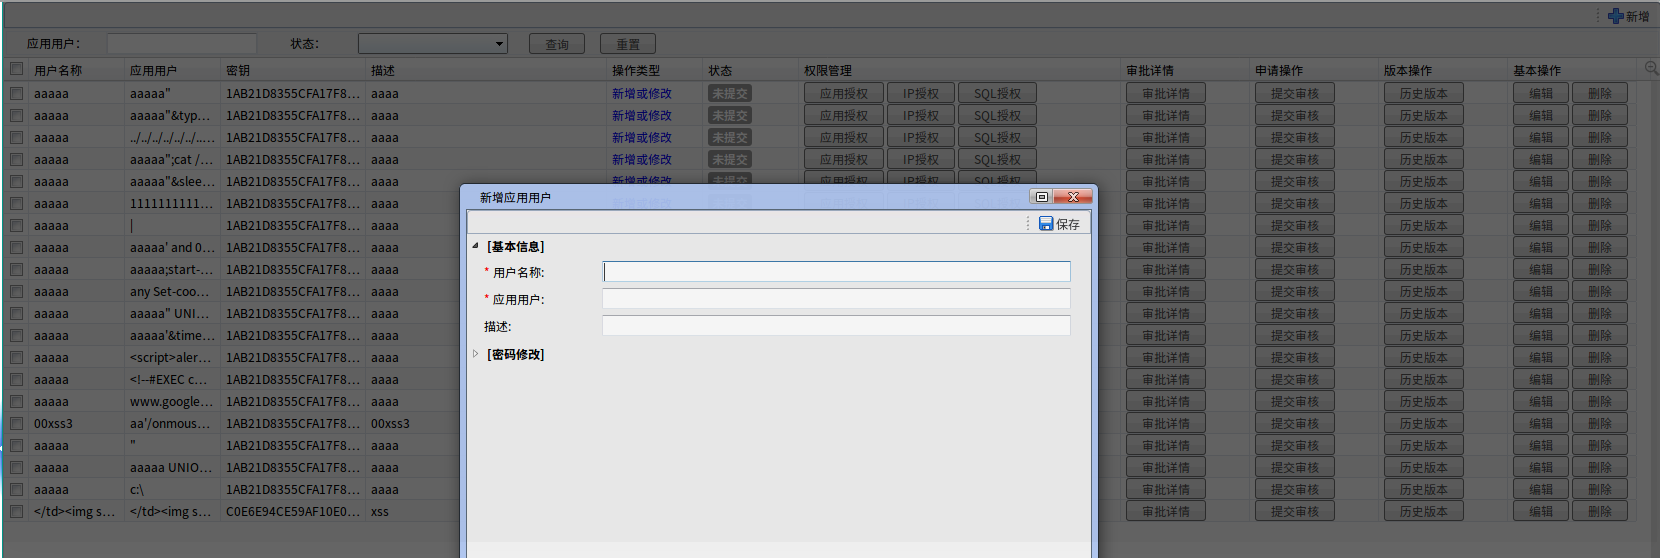 新增
应用用户： 状态： 查询 重置
用户名称 应用用户 密钥 描述 操作类型 状态 权限管理 审批详情 申请操作 版本操作 基本操作
aaaaa aaaaa" 1AB21D8355CFA17F8... aaaa 新增或修改 未提交 应用授权 IP授权 SQL授权 审批详情 提交审核 历史版本 编辑 删除
aaaaa aaaaa"&typ... 1AB21D8355CFA17F8... aaaa 新增或修改 未提交 应用授权 IP授权 SQL授权 审批详情 提交审核 历史版本 编辑 删除
aaaaa ../../../../../../..... 1AB21D8355CFA17F8... aaaa 新增或修改 未提交 应用授权 IP授权 SQL授权 审批详情 提交审核 历史版本 编辑 删除
aaaaa aaaaa";cat /... 1AB21D8355CFA17F8... aaaa 新增或修改 未提交 应用授权 IP授权 SQL授权 审批详情 提交审核 历史版本 编辑 删除
aaaaa aaaaa"&slee... 1AB21D8355CFA17F8... aaaa 新增或修改 未提交 应用授权 IP授权 SQL授权 审批详情 提交审核 历史版本 编辑 删除
aaaaa 1111111111... 1AB21D8355CFA17F8... aaaa 审批详情 提交审核 历史版本 编辑 删除
aaaaa | 1AB21D8355CFA17F8... aaaa 审批详情 提交审核 历史版本 编辑 删除
aaaaa aaaaa' and 0... 1AB21D8355CFA17F8... aaaa 审批详情 提交审核 历史版本 编辑 删除
aaaaa aaaaa;start-... 1AB21D8355CFA17F8... aaaa 审批详情 提交审核 历史版本 编辑 删除
aaaaa any Set-coo... 1AB21D8355CFA17F8... aaaa 审批详情 提交审核 历史版本 编辑 删除
aaaaa aaaaa" UNI... 1AB21D8355CFA17F8... aaaa 审批详情 提交审核 历史版本 编辑 删除
aaaaa aaaaa'&time... 1AB21D8355CFA17F8... aaaa 审批详情 提交审核 历史版本 编辑 删除
aaaaa <script>aler... 1AB21D8355CFA17F8... aaaa 审批详情 提交审核 历史版本 编辑 删除
aaaaa <!--#EXEC c... 1AB21D8355CFA17F8... aaaa 审批详情 提交审核 历史版本 编辑 删除
aaaaa www.google... 1AB21D8355CFA17F8... aaaa 审批详情 提交审核 历史版本 编辑 删除
00xss3 aa'/onmous... 1AB21D8355CFA17F8... 00xss3 审批详情 提交审核 历史版本 编辑 删除
aaaaa " 1AB21D8355CFA17F8... aaaa 审批详情 提交审核 历史版本 编辑 删除
aaaaa aaaaa UNIO... 1AB21D8355CFA17F8... aaaa 审批详情 提交审核 历史版本 编辑 删除
aaaaa c:\ 1AB21D8355CFA17F8... aaaa 审批详情 提交审核 历史版本 编辑 删除
</td><img s... </td><img s... C0E6E94CE59AF10E0... xss 审批详情 提交审核 历史版本 编辑 删除
新增应用用户
保存
[基本信息]
* 用户名称:
* 应用用户:
描述:
[密码修改]